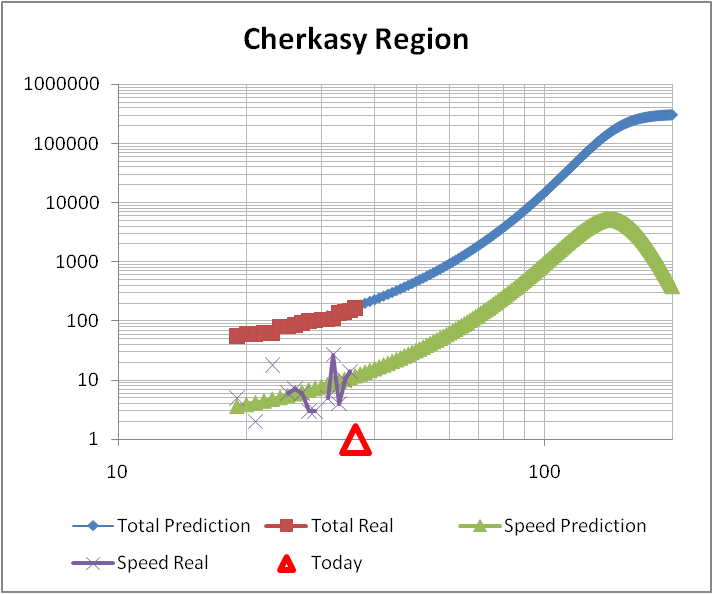 Cherkasy Region
1000000
100000
10000
1000
100
10
1
10 100
Total Prediction Total Real Speed Prediction
Speed Real Today